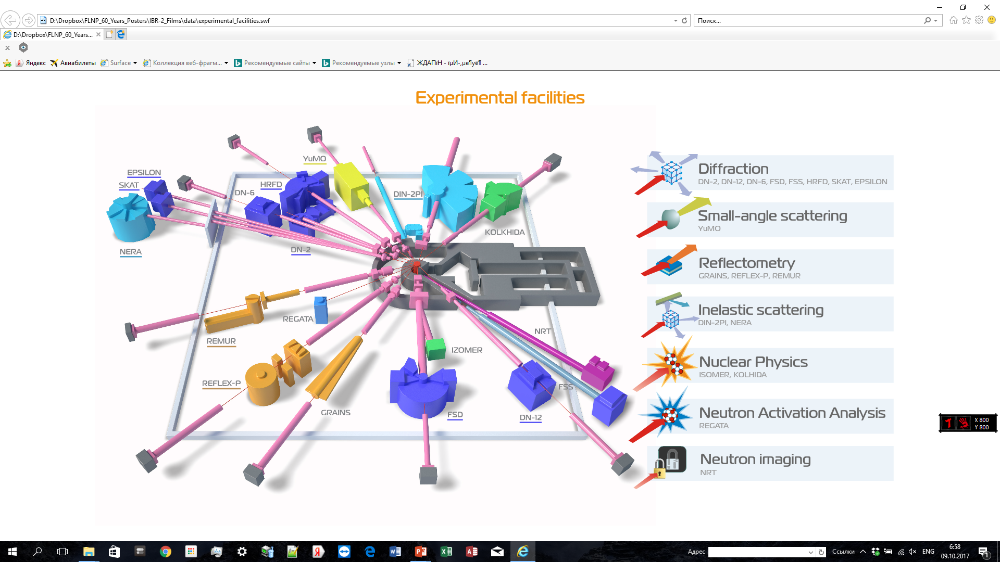 D:\Dropbox\FLNP_60_Years_Posters\IBR-2_Films\data\experimental_facilities.swf
Поиск...
D:\Dropbox\FLNP_60_Years...
x
Яндекс
Авиабилеты
Surface
Коллекция веб-фрагм...
Рекомендуемые сайты
Рекомендуемые узлы
Experimental facilities
YuMO
EPSILON
SKAT
HRFD
DN-6
DIN-2PI
KOLKHIDA
NERA
DN-2
REGATA
REMUR
NRT
IZOMER
REFLEX-P
FSS
GRAINS
FSD
DN-12
Diffraction
DN-2, DN-12, DN-6, FSD, FSS, HRFD, SKAT, EPSILON
Small-angle scattering
YuMO
Reflectometry
GRAINS, REFLEX-P, REMUR
Inelastic scattering
DIN-2PI, NERA
Nuclear Physics
ISOMER, KOLHIDA
Neutron Activation Analysis
REGATA
Neutron imaging
NRT
X 800
Y 800
Адрес
Ссылки
ENG
6:58
09.10.2017
1